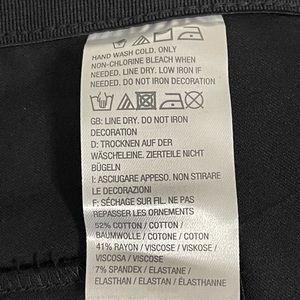 HAND WASH COLD. ONLY
NON-CHLORINE BLEACH WHEN
NEEDED. LINE DRY. LOW IRON IF
NEEDED. DO NOT IRON DECORATION
GB: LINE DRY. DO NOT IRON
DECORATION
D: TROCKNEN AUF DER
WÄSCHELEINE. ZIERTEILE NICHT
BÜGELN
I: ASCIUGARE APPESO. NON STIRARE
LE DECORAZIONI
F: SÉCHAGE SUR FIL. NE PAS
REPASSER LES ORNEMENTS
52% COTTON / COTTON /
BAUMWOLLE / COTONE / COTON
41% RAYON / VISCOSE / VISKOSE /
VISCOSA / VISCOSE
7% SPANDEX / ELASTANE /
ELASTHAN / ELASTAN / ÉLASTHANNE